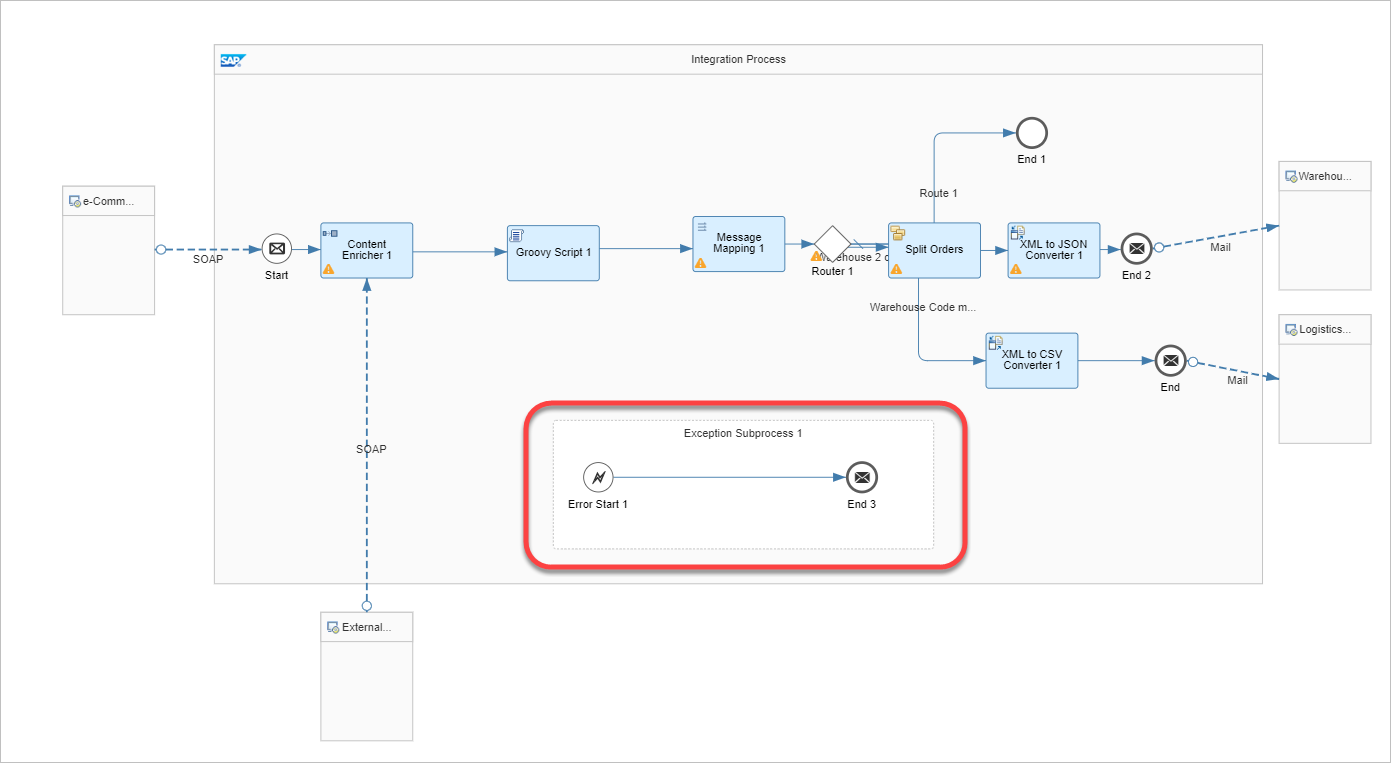 SAP
Integration Process
End 1
Route 1
e-Comm...
SOAP
Start
Content
Enricher 1
Groovy Script 1
Message
Mapping 1
Router 1
Split Orders
XML to JSON
Converter 1
End 2
Mail
Warehou...
Warehouse Code m...
XML to CSV
Converter 1
End
Mail
Logistics...
Exception Subprocess 1
Error Start 1
End 3
SOAP
External...